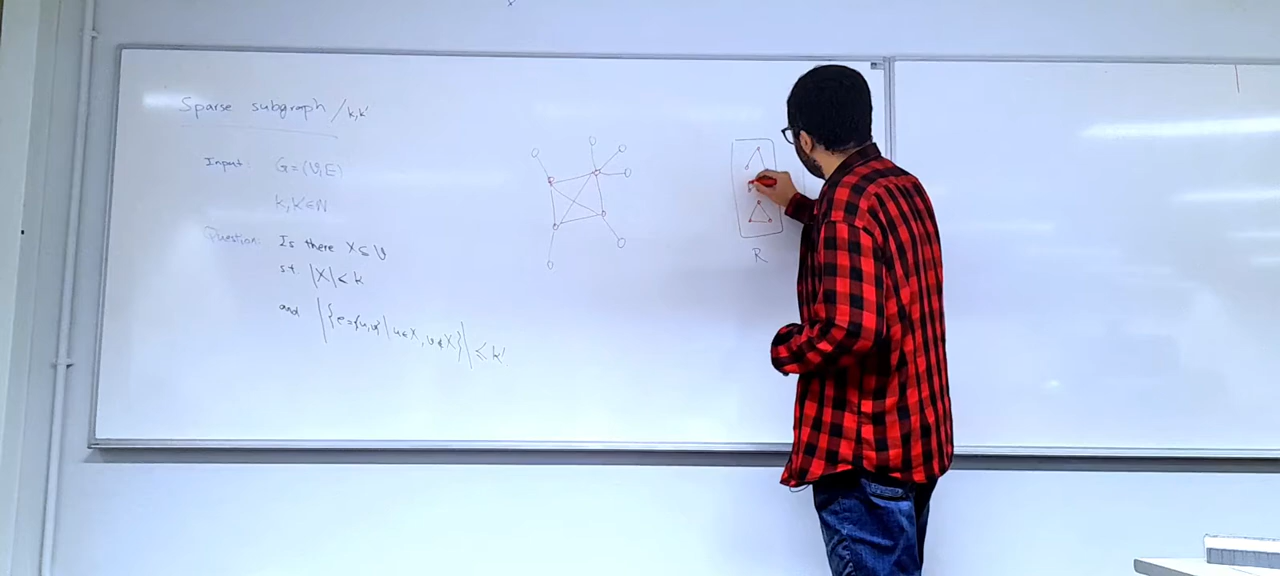 Sparse subgraph /k,k'
Input: G=(V,E)
k,k'∈N
Question: Is there X⊆V
s.t. |X|<k
and |{e={u,v}|u∈X,v∉X}|≤k'
R